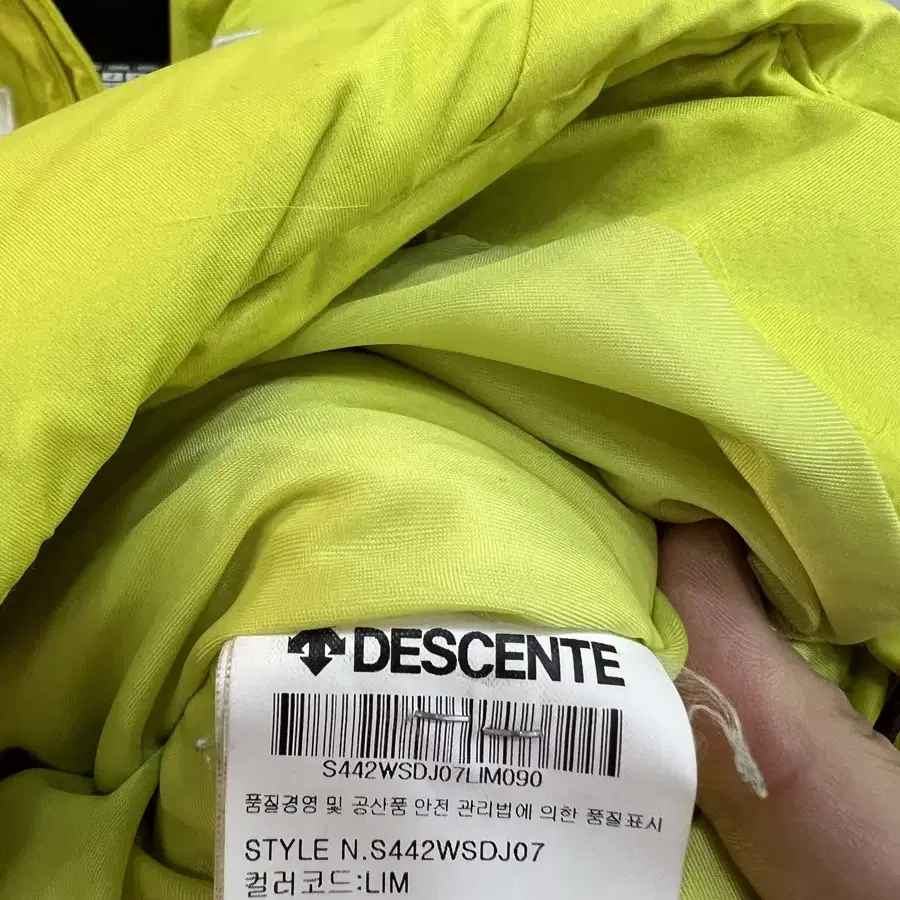 DESCENTE
S442WSDJ07LIM090
품질경영 및 공산품 안전 관리법에 의한 품질표시
STYLE N.S442WSDJ07
컬러코드:LIM